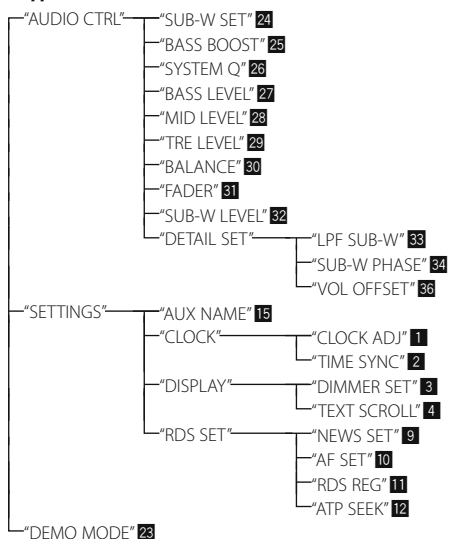 "AUDIO CTRL" "SUB-W SET" 24
"BASS BOOST" 25
"SYSTEM Q" 26
"BASS LEVEL" 27
"MID LEVEL" 28
"TRE LEVEL" 29
"BALANCE" 30
"FADER" 31
"SUB-W LEVEL" 32
"DETAIL SET" "LPF SUB-W" 33
"SUB-W PHASE" 34
"VOL OFFSET" 36
"SETTINGS" "AUX NAME" 15
"CLOCK" "CLOCK ADJ" 1
"TIME SYNC" 2
"DISPLAY" "DIMMER SET" 3
"TEXT SCROLL" 4
"RDS SET" "NEWS SET" 9
"AF SET" 10
"RDS REG" 11
"ATP SEEK" 12
"DEMO MODE" 23